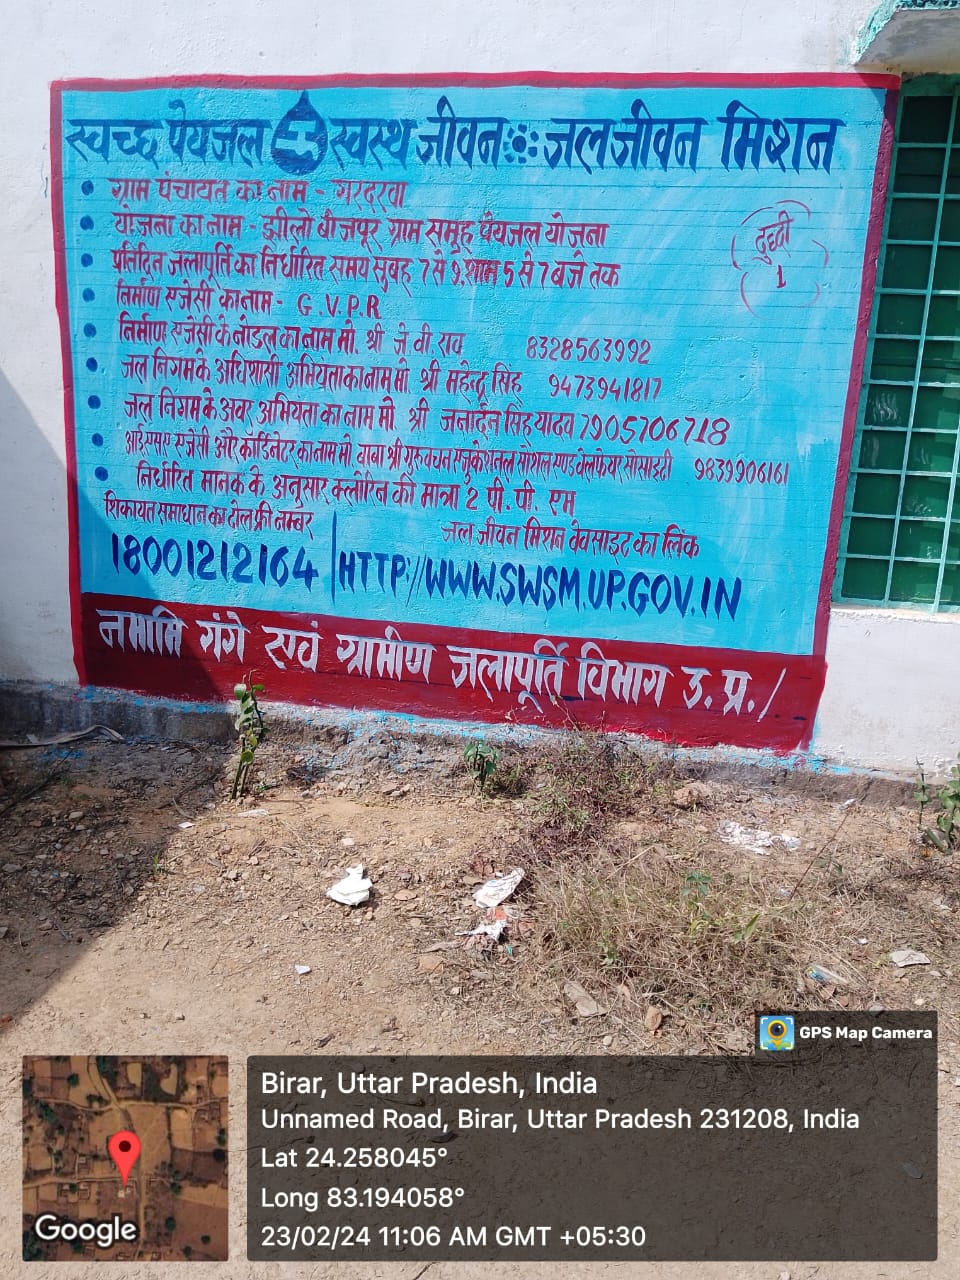 स्वच्छ पेयजल स्वस्थ जीवन जल जीवन मिशन
ग्राम पंचायत का नाम - गरदरवा
योजना का नाम - झीलो बीजपुर ग्राम समूह पेयजल योजना
दुद्धी
1
प्रतिदिन जलापूर्ति का निर्धारित समय सुबह 7 से 9, शाम 5 से 7 बजे तक
निर्माण एजेंसी का नाम - G.V.P.R
निर्माण एजेंसी के नोडल का नाम मो. श्री जे. वी. राव 8328563992
जल निगम के अधिशासी अभियंता का नाम मो. श्री महेन्द्र सिंह 9473941817
जल निगम के अवर अभियंता का नाम मो श्री जनार्दन सिंह यादव 7905706718
आई.एस.ए एजेंसी और कॉर्डिनेटर का नाम मो. बाबा श्री गुरुवचन एजुकेशनल सोशल एण्ड वेलफेयर सोसाइटी 9839906161
निर्धारित मानक के अनुसार क्लोरिन की मात्रा 2 पी. पी. एम
शिकायत समाधान का टोल फ्री नम्बर
जल जीवन मिशन वेवसाइट का लिंक
18001212164 | HTTP://WWW.SWSM.UP.GOV.IN
नमामि गंगे एवं ग्रामीण जलापूर्ति विभाग उ. प्र./
GPS Map Camera
Birar, Uttar Pradesh, India
Unnamed Road, Birar, Uttar Pradesh 231208, India
Lat 24.258045°
Long 83.194058°
23/02/24 11:06 AM GMT +05:30
Google